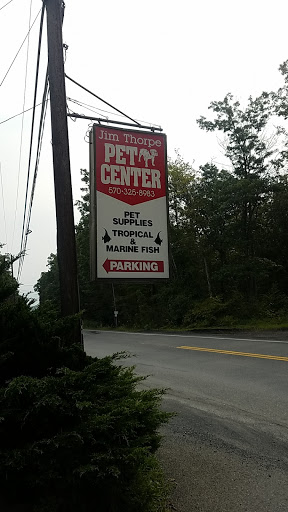 Jim Thorpe
PET
CENTER
570-325-8983
PET
SUPPLIES
TROPICAL
&
MARINE FISH
PARKING